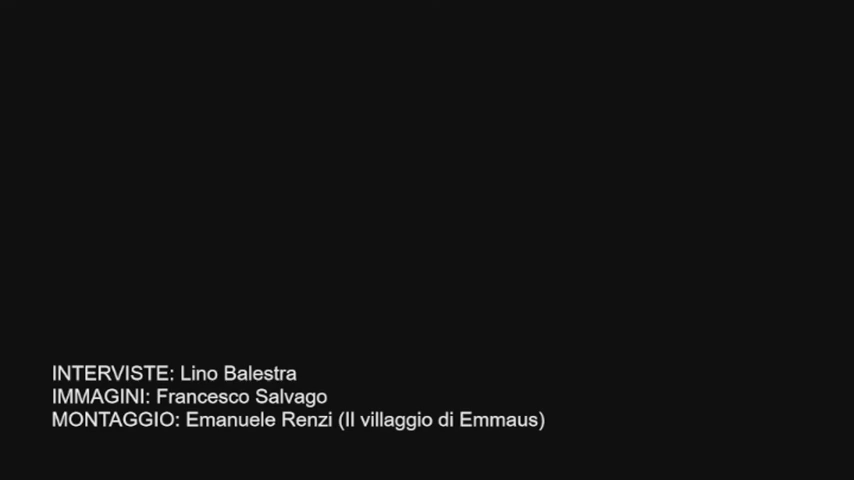 INTERVISTE: Lino Balestra
IMMAGINI: Francesco Salvago
MONTAGGIO: Emanuele Renzi (Il villaggio di Emmaus)